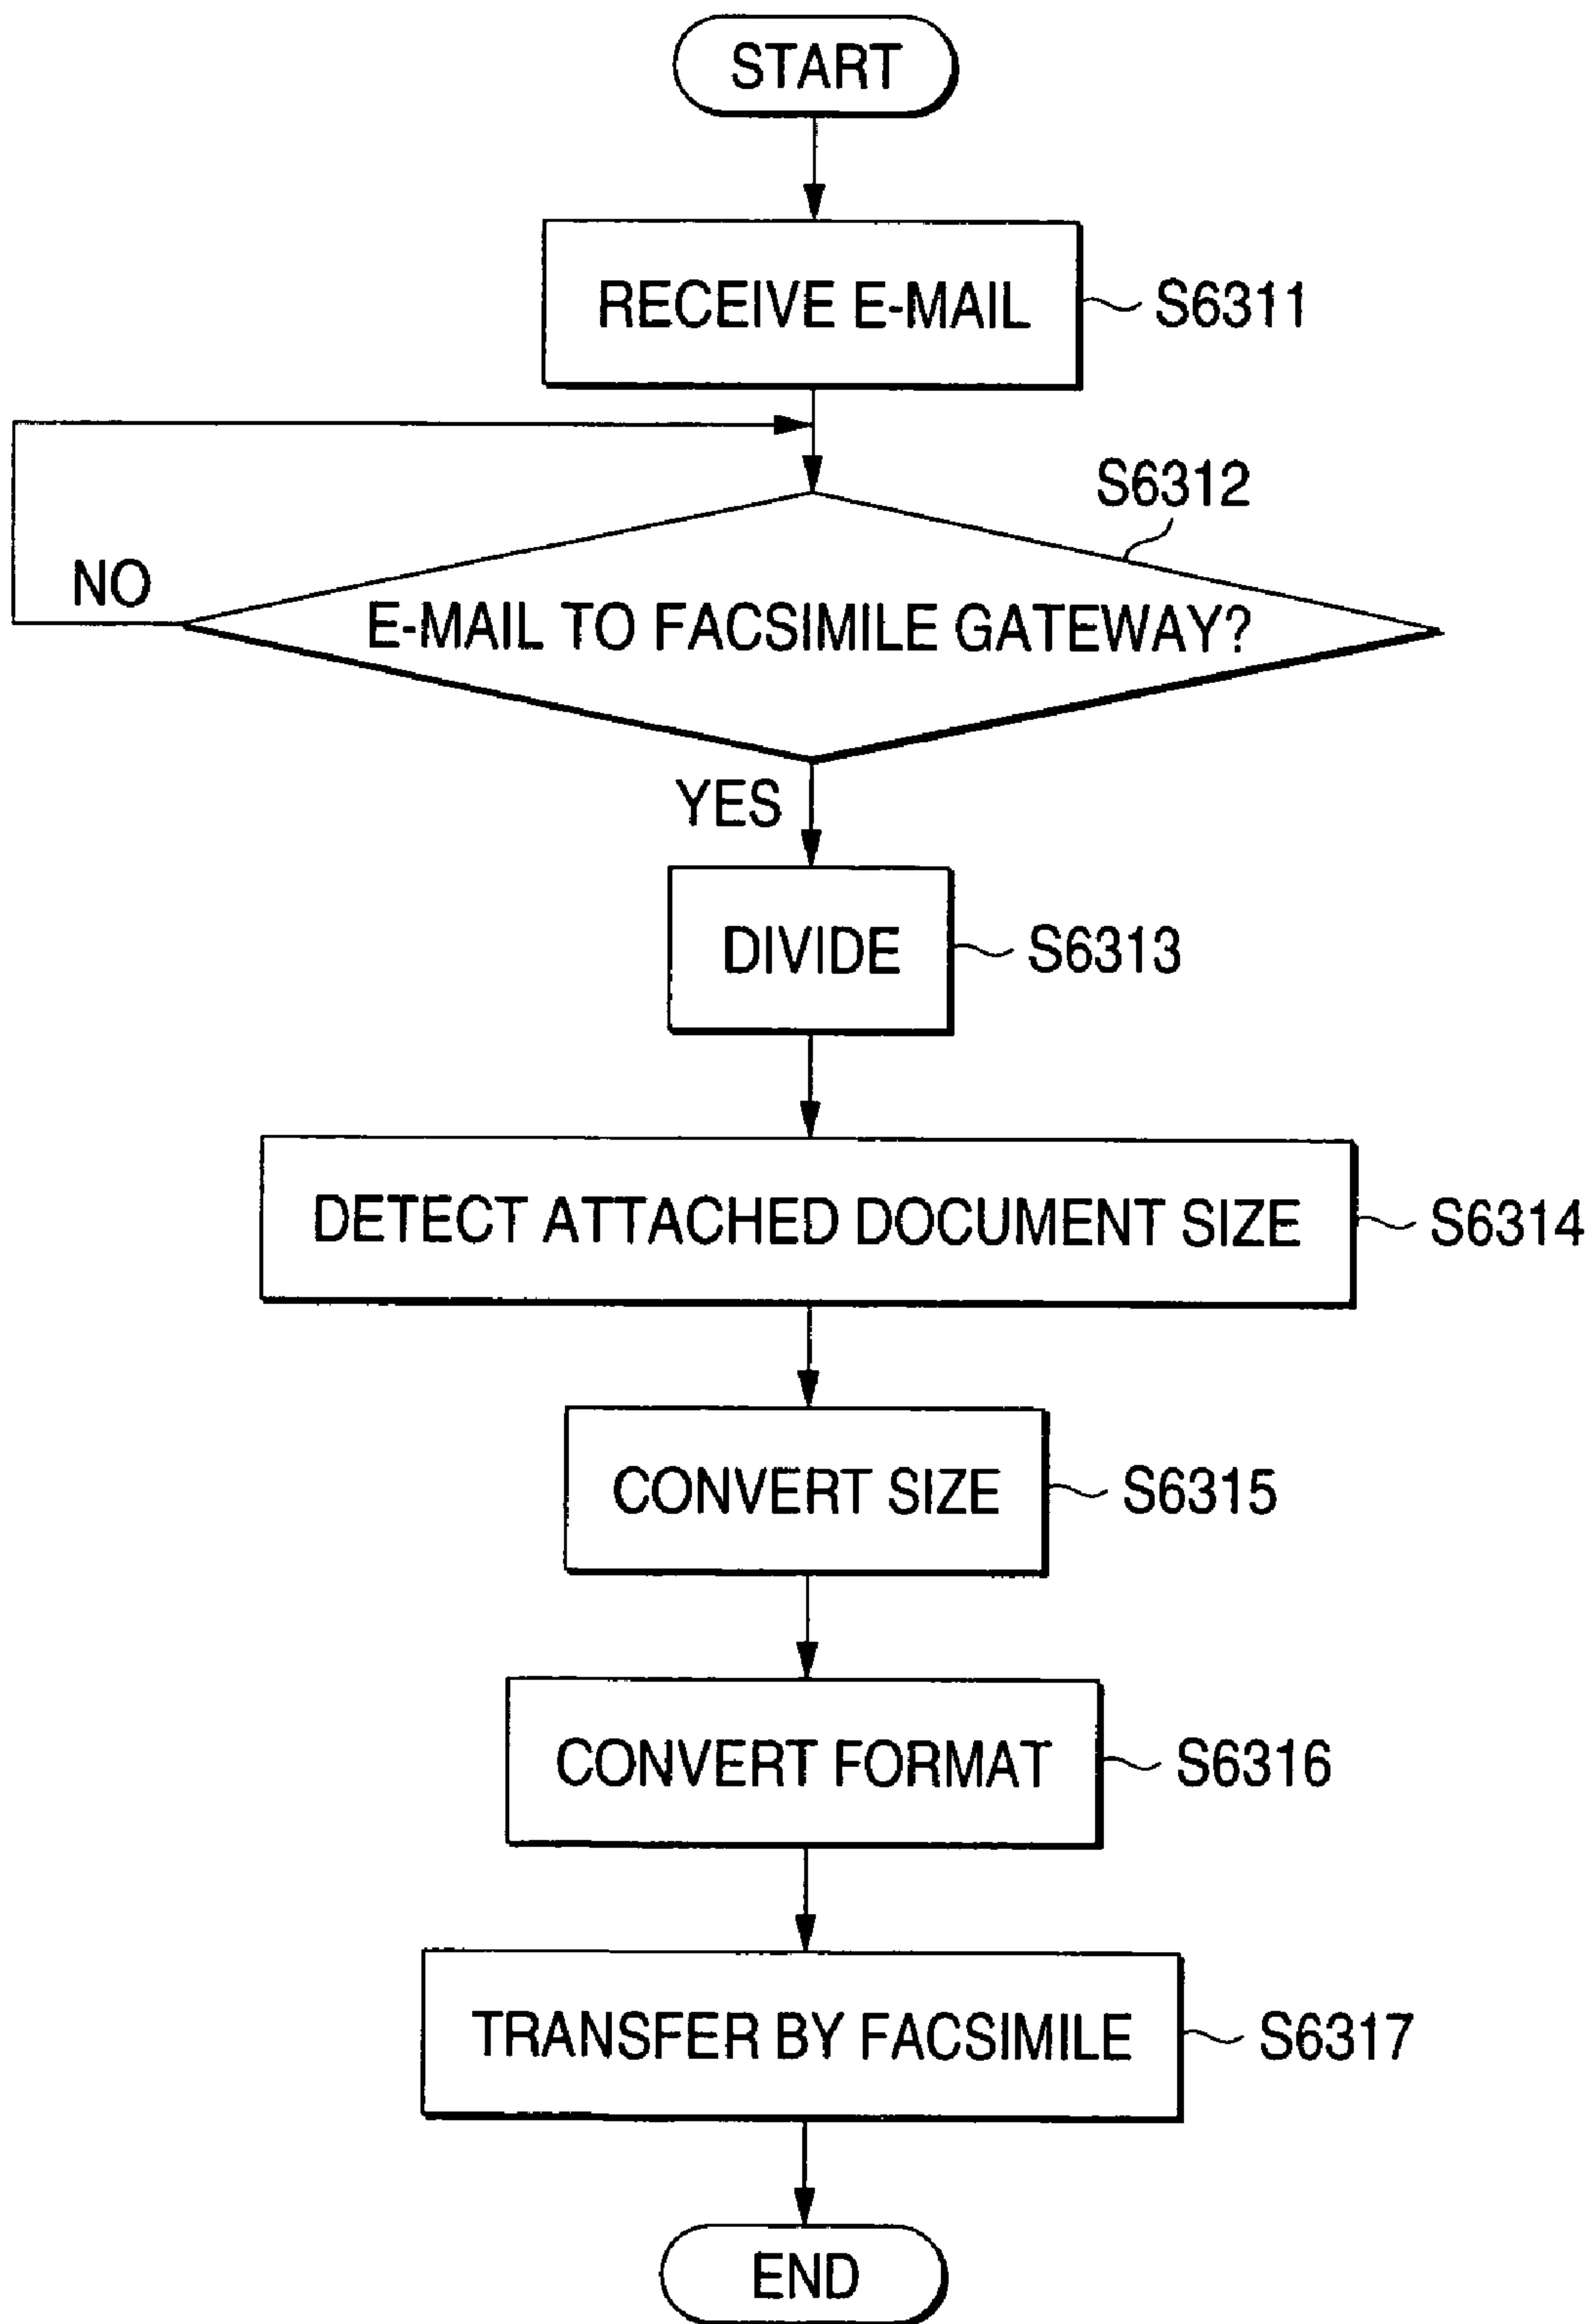 START
RECEIVE E-MAIL
S6311
S6312
NO
E-MAIL TO FACSIMILE GATEWAY?
YES
DIVIDE
S6313
DETECT ATTACHED DOCUMENT SIZE
S6314
CONVERT SIZE
S6315
CONVERT FORMAT
S6316
TRANSFER BY FACSIMILE
S6317
END